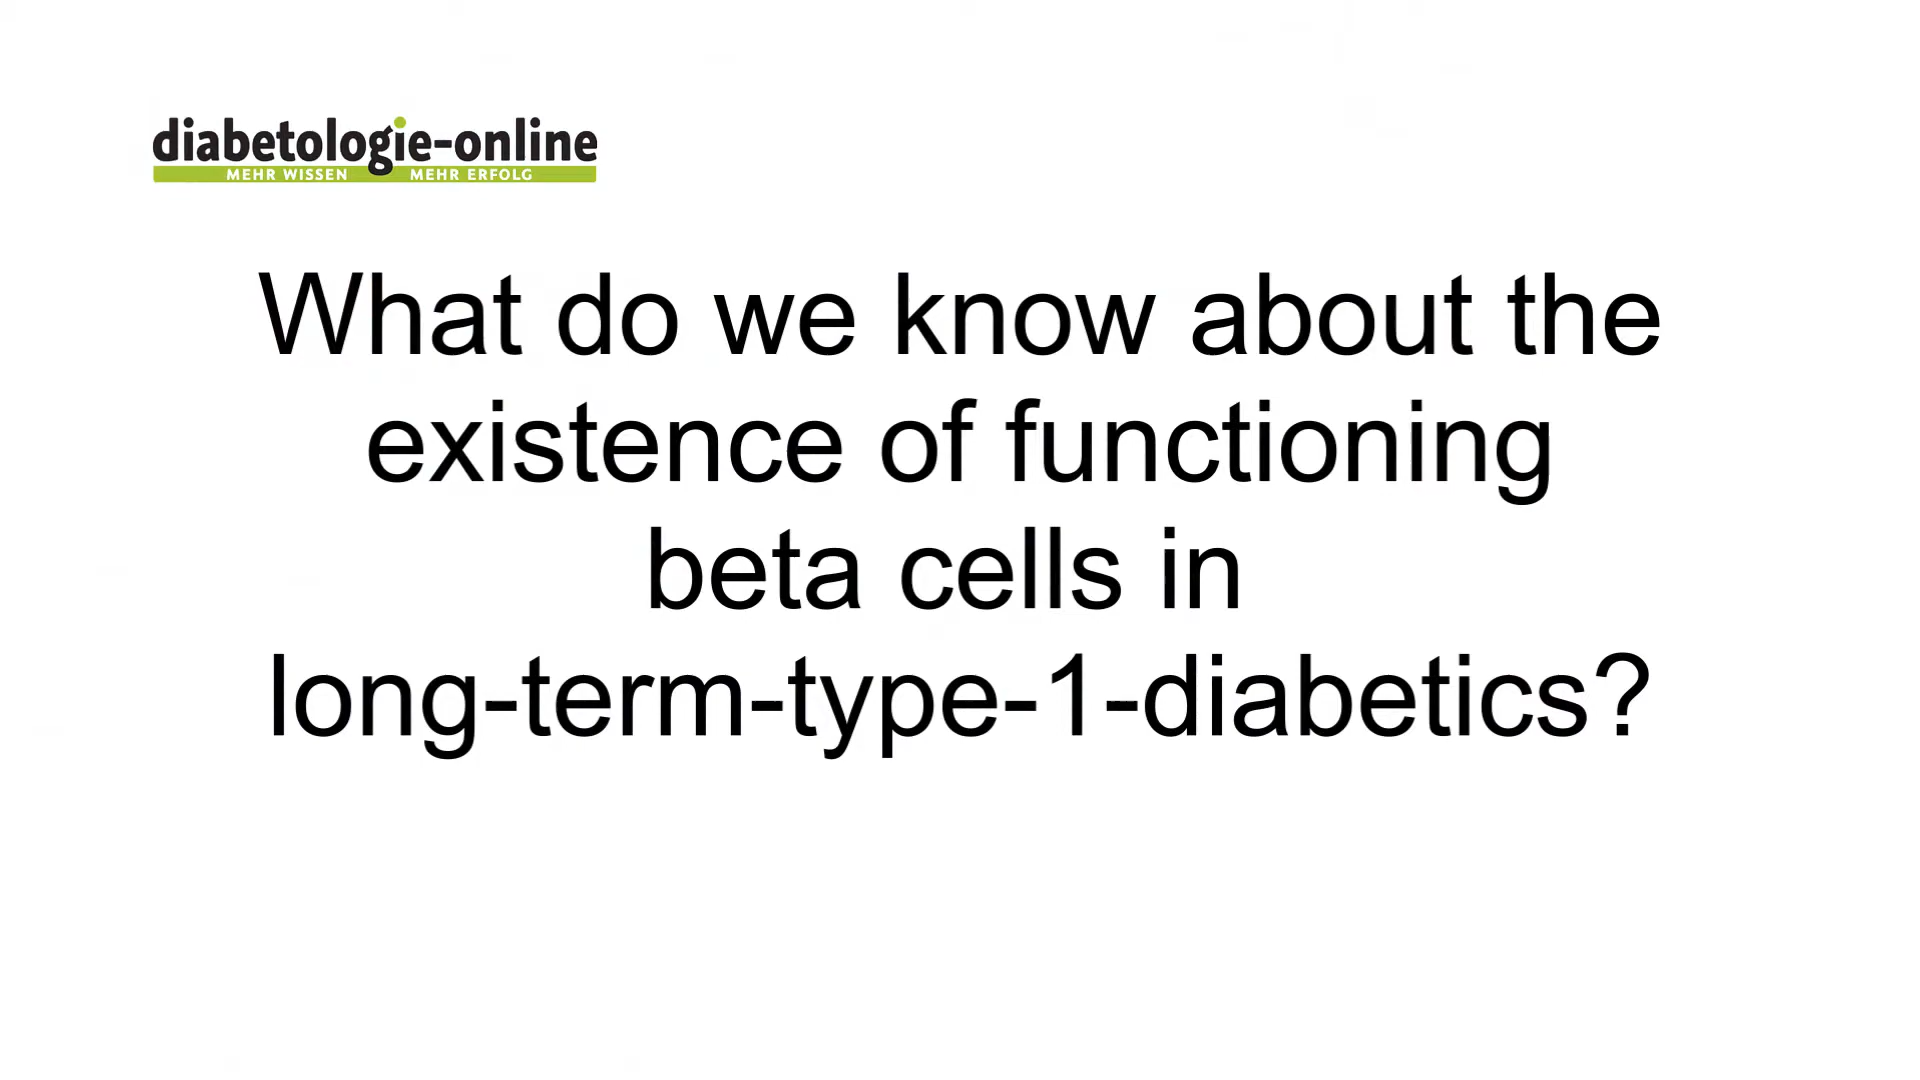 diabetologie-online
MEHR WISSEN MEHR ERFOLG
What do we know about the
existence of functioning
beta cells in
long-term-type-1-diabetics?